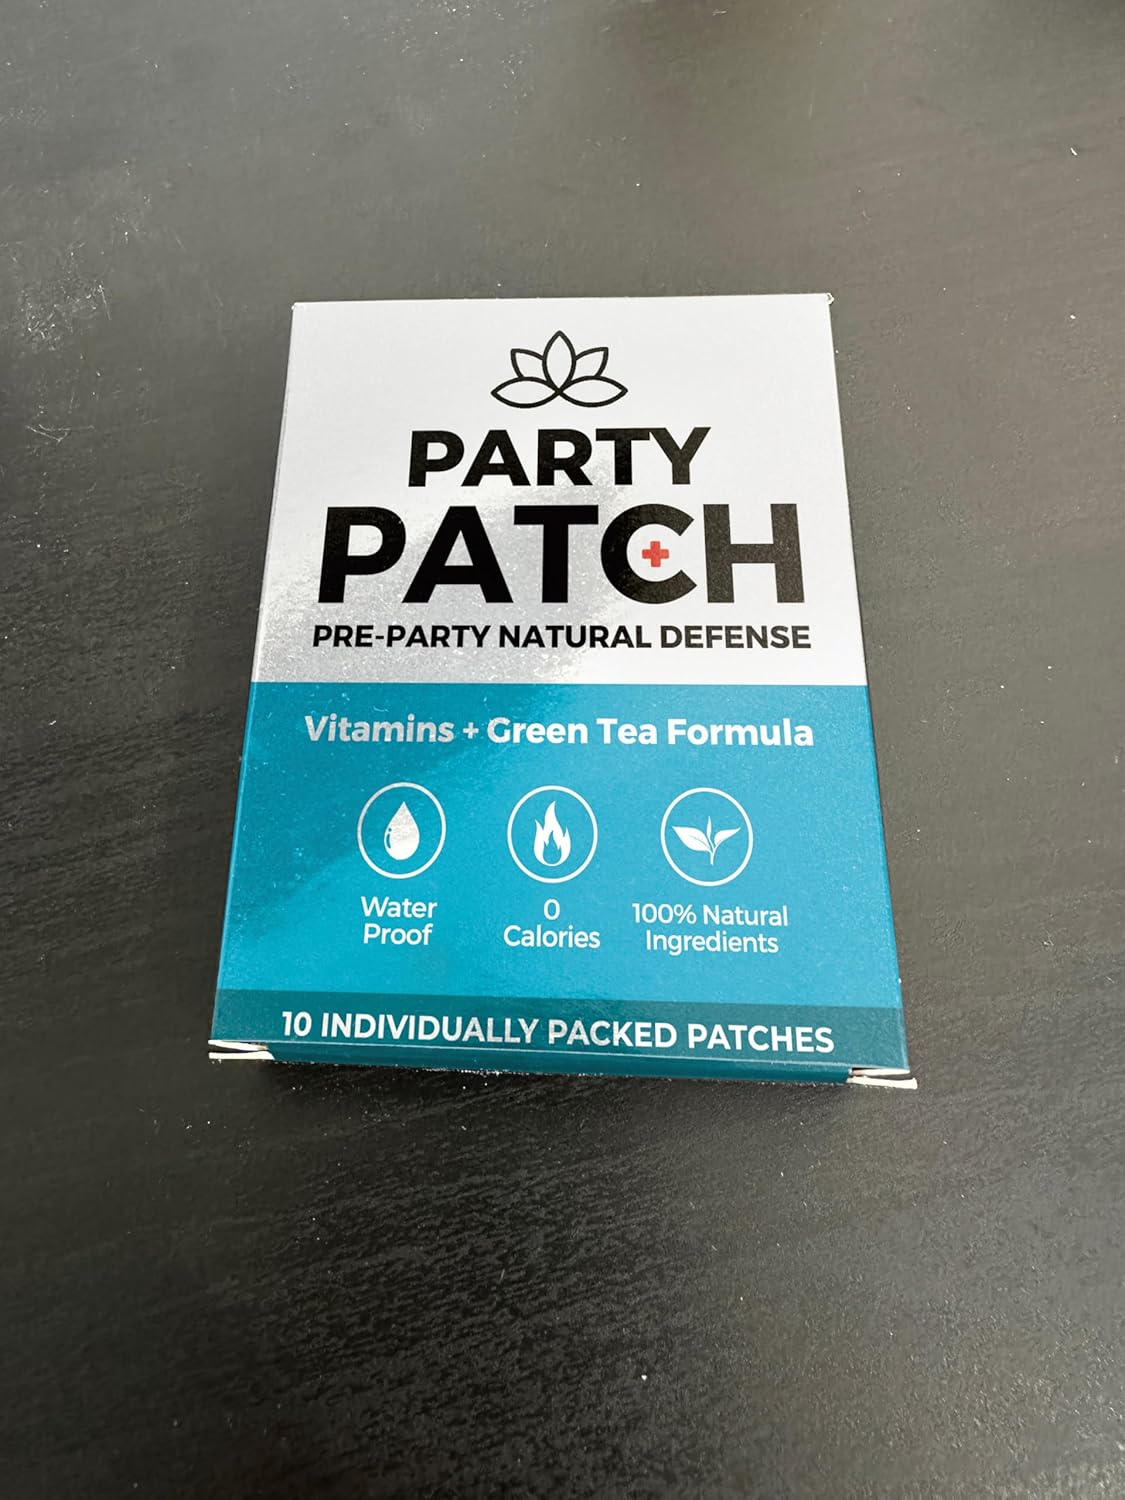 PARTY
PATCH
PRE-PARTY NATURAL DEFENSE
Vitamins + Green Tea Formula
Water
Proof
0
Calories
100% Natural
Ingredients
10 INDIVIDUALLY PACKED PATCHES